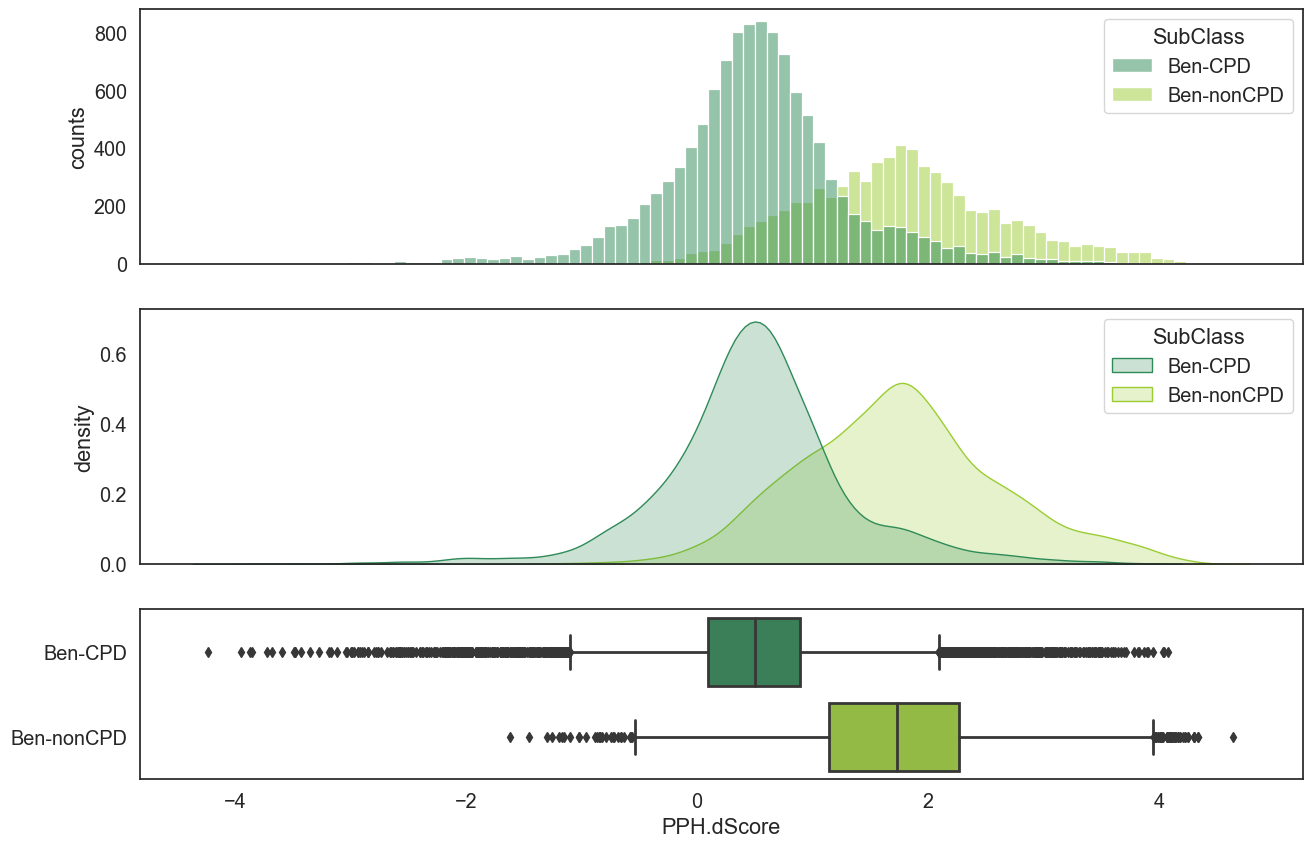 SubClass
Ben-CPD
Ben-nonCPD
800
600
400
200
0
counts
SubClass
Ben-CPD
Ben-nonCPD
0.6
0.4
0.2
0.0
density
Ben-CPD
Ben-nonCPD
−4 −2 0 2 4
PPH.dScore